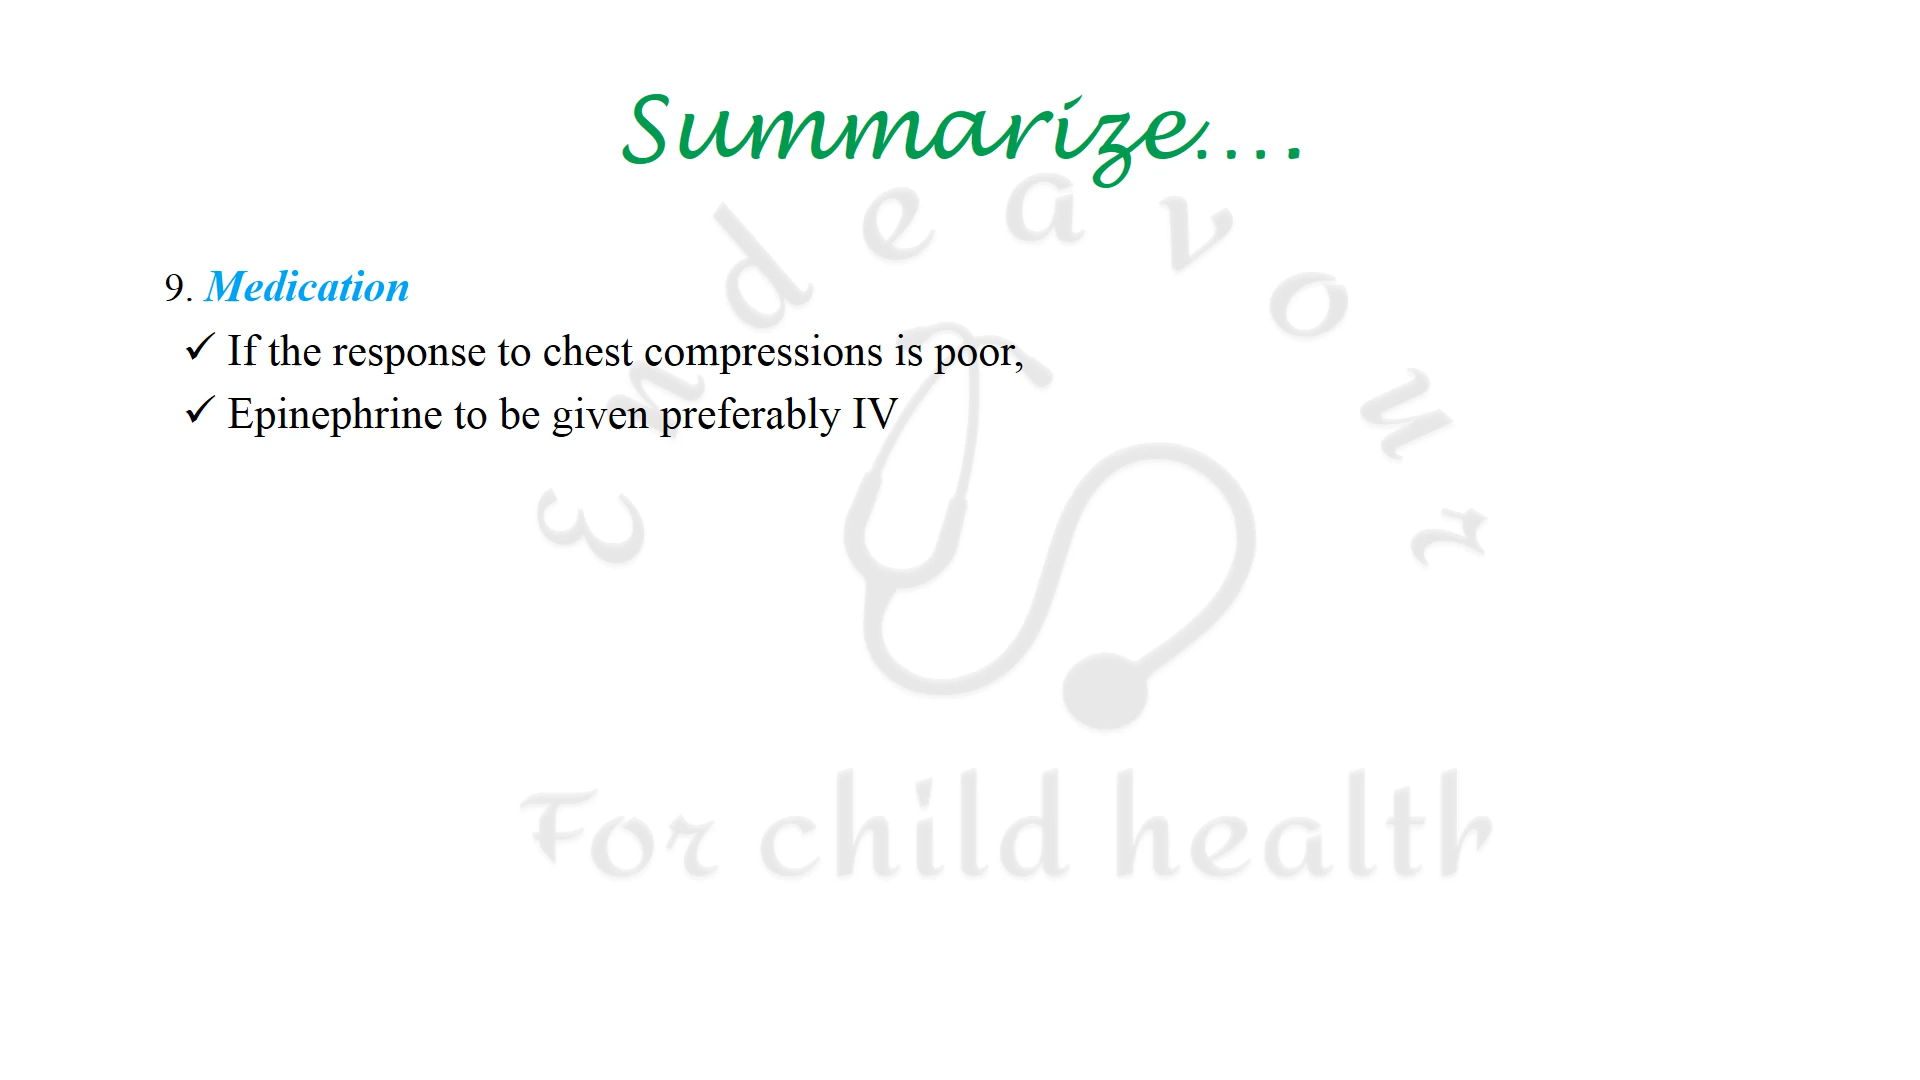 Summarize....
Endeavour
9. Medication
✓ If the response to chest compressions is poor,
✓ Epinephrine to be given preferably IV
For child health